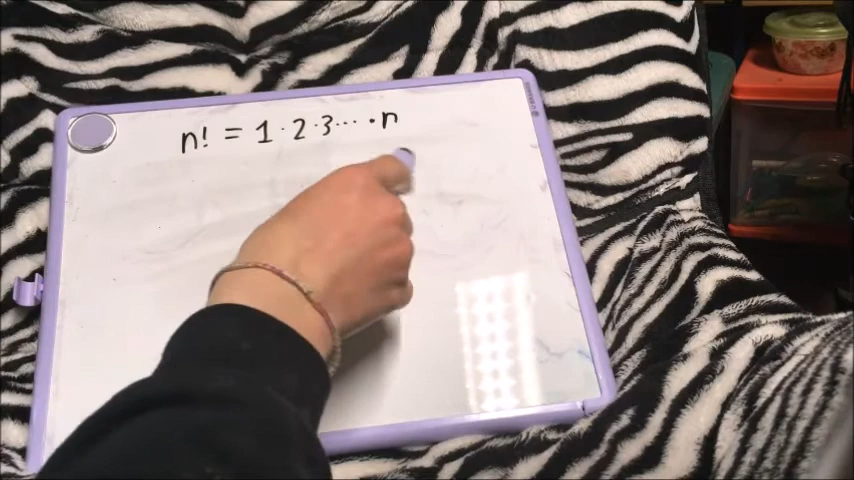 n! = 1·2·3··· · n